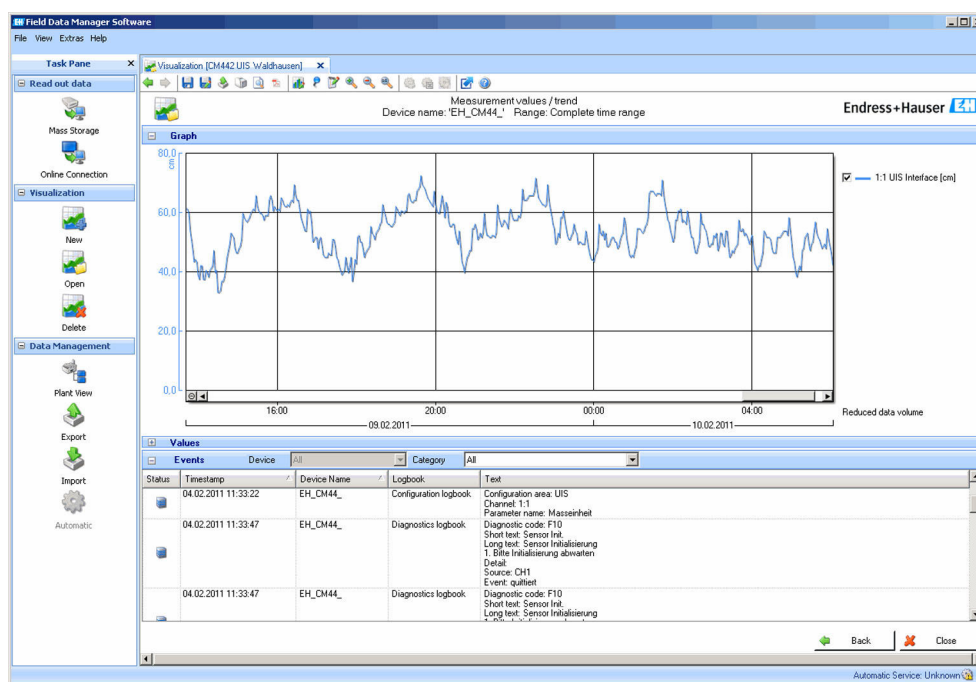 Field Data Manager Software
File View Extras Help
Task Pane
Visualization [CM442 UIS Waldhausen]
Read out data
Mass Storage
Online Connection
Visualization
New
Open
Delete
Data Management
Plant View
Export
Import
Automatic
Measurement values / trend
Device name: 'EH_CM44_' Range: Complete time range
Endress+Hauser EH
Graph
80,0
cm
60,0
40,0
20,0
0,0
1:1 UIS Interface [cm]
16:00 20:00 00:00 04:00
09.02.2011 10.02.2011
Reduced data volume
Values
Events Device All Category All
Status Timestamp Device Name Logbook Text
04.02.2011 11:33:22 EH_CM44_ Configuration logbook Configuration area: UIS
Channel: 1:1
Parameter name: Masseinheit
04.02.2011 11:33:47 EH_CM44_ Diagnostics logbook Diagnostic code: F10
Short text: Sensor Init.
Long text: Sensor Initialisierung
1. Bitte Initialisierung abwarten
Detail:
Source: CH1
Event: quittiert
04.02.2011 11:33:47 EH_CM44_ Diagnostics logbook Diagnostic code: F10
Short text: Sensor Init.
Long text: Sensor Initialisierung
Back Close
Automatic Service: Unknown